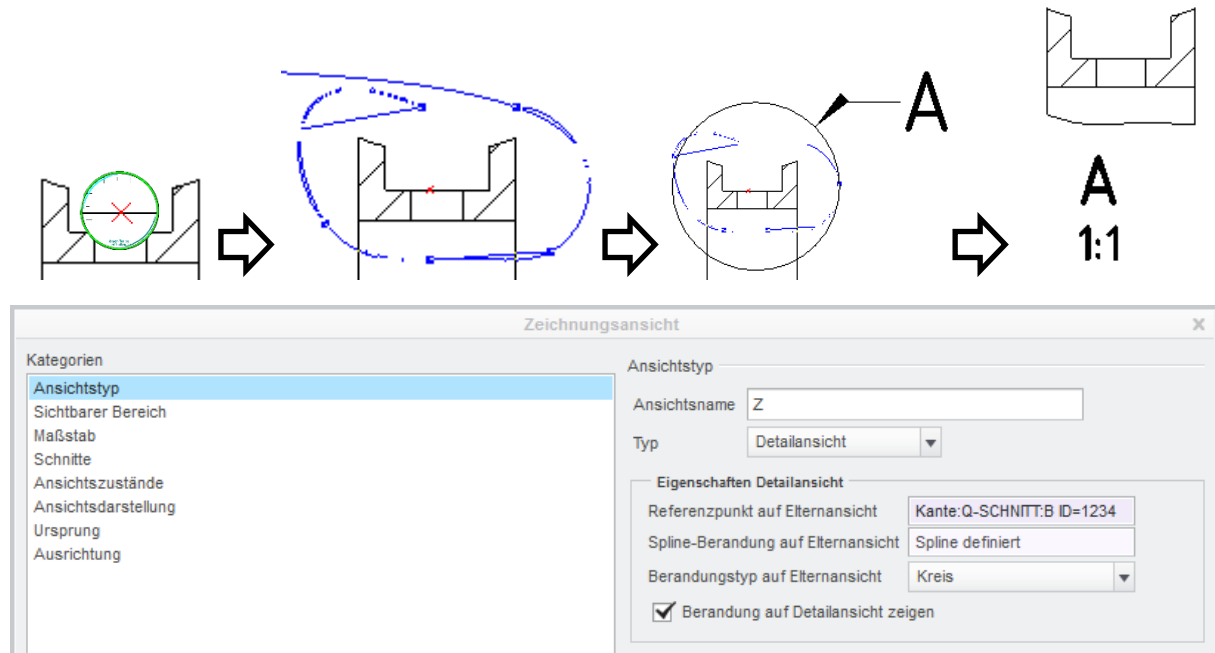 A
A
1:1
Zeichnungsansicht
Kategorien
Ansichtstyp
Sichtbarer Bereich
Maßstab
Schnitte
Ansichtszustände
Ansichtsdarstellung
Ursprung
Ausrichtung
Ansichtstyp
Ansichtsname Z
Typ Detailansicht
Eigenschaften Detailansicht
Referenzpunkt auf Elternansicht Kante:Q-SCHNITT:B ID=1234
Spline-Berandung auf Elternansicht Spline definiert
Berandungstyp auf Elternansicht Kreis
Berandung auf Detailansicht zeigen